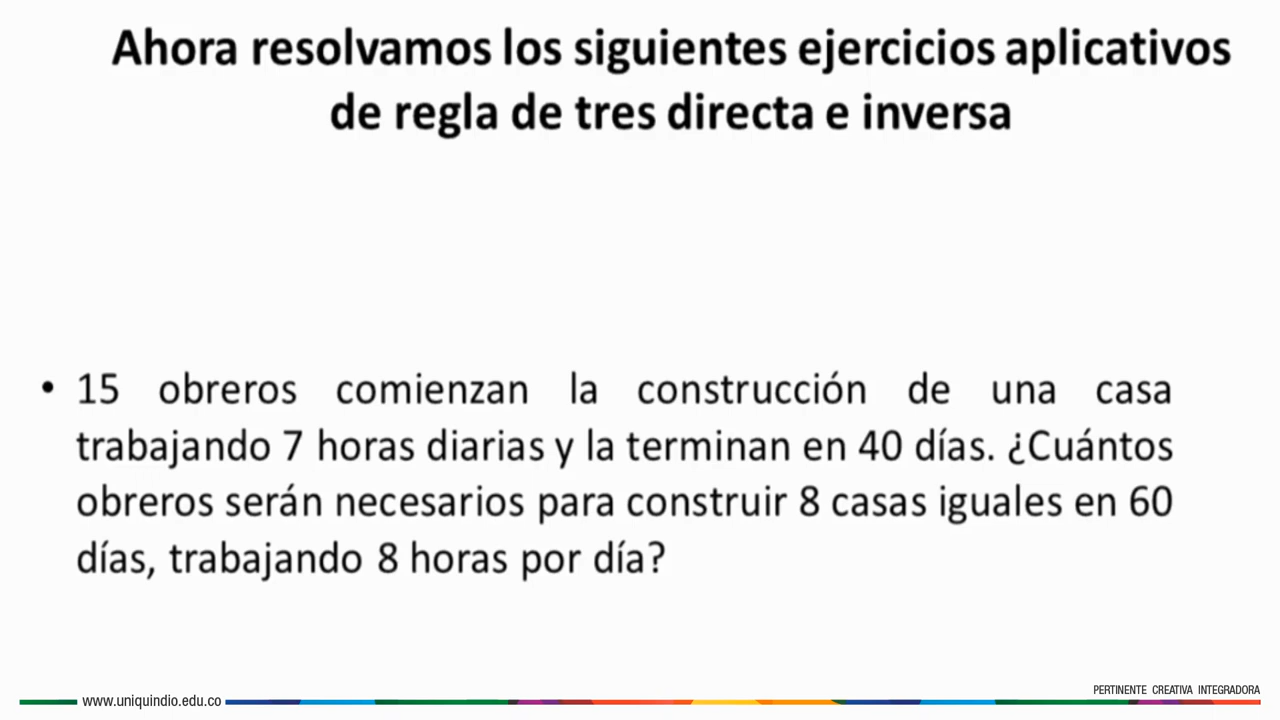 Ahora resolvamos los siguientes ejercicios aplicativos
de regla de tres directa e inversa
• 15 obreros comienzan la construcción de una casa
trabajando 7 horas diarias y la terminan en 40 días. ¿Cuántos
obreros serán necesarios para construir 8 casas iguales en 60
días, trabajando 8 horas por día?
PERTINENTE CREATIVA INTEGRADORA
www.uniquindio.edu.co